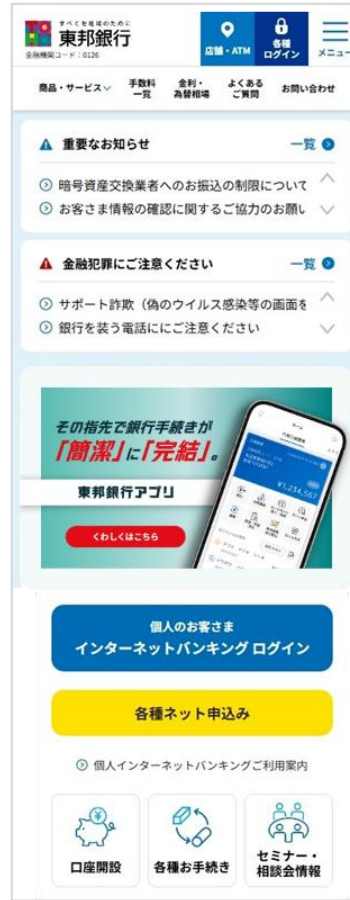 すべてを地域のために
東邦銀行
金融機関コード：0126
店舗・ATM
各種
ログイン
メニュー
商品・サービス
手数料
一覧
金利・
為替相場
よくある
ご質問
お問い合わせ
重要なお知らせ
一覧
暗号資産交換業者へのお振込の制限について
お客さま情報の確認に関するご協力のお願い
金融犯罪にご注意ください
一覧
サポート詐欺（偽のウイルス感染等の画面を
銀行を装う電話ににご注意ください
その指先で銀行手続きが
「簡潔」に「完結」。
東邦銀行アプリ
くわしくはこちら
¥1,234,567
個人のお客さま
インターネットバンキング ログイン
各種ネット申込み
個人インターネットバンキングご利用案内
口座開設
各種お手続き
セミナー・
相談会情報